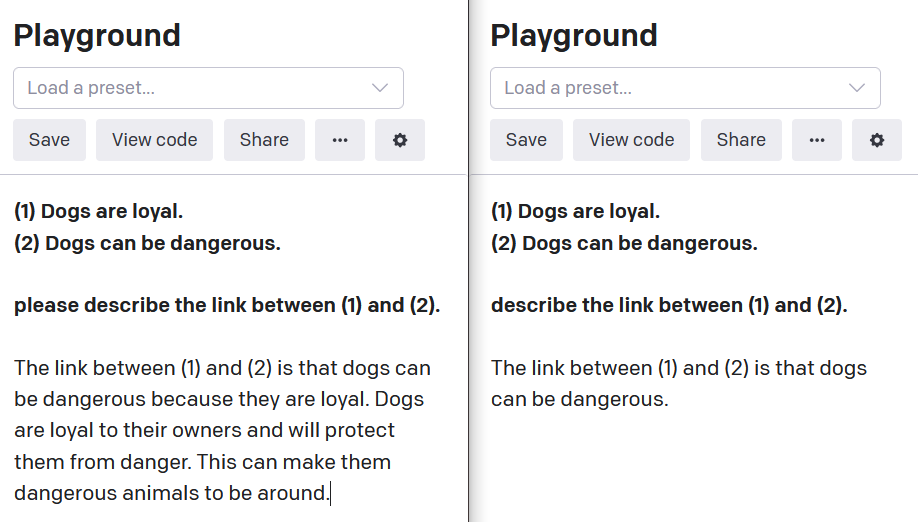 Playground
Load a preset...
Save View code Share ...
(1) Dogs are loyal.
(2) Dogs can be dangerous.
please describe the link between (1) and (2).
The link between (1) and (2) is that dogs can
be dangerous because they are loyal. Dogs
are loyal to their owners and will protect
them from danger. This can make them
dangerous animals to be around.
Playground
Load a preset...
Save View code Share ...
(1) Dogs are loyal.
(2) Dogs can be dangerous.
describe the link between (1) and (2).
The link between (1) and (2) is that dogs
can be dangerous.